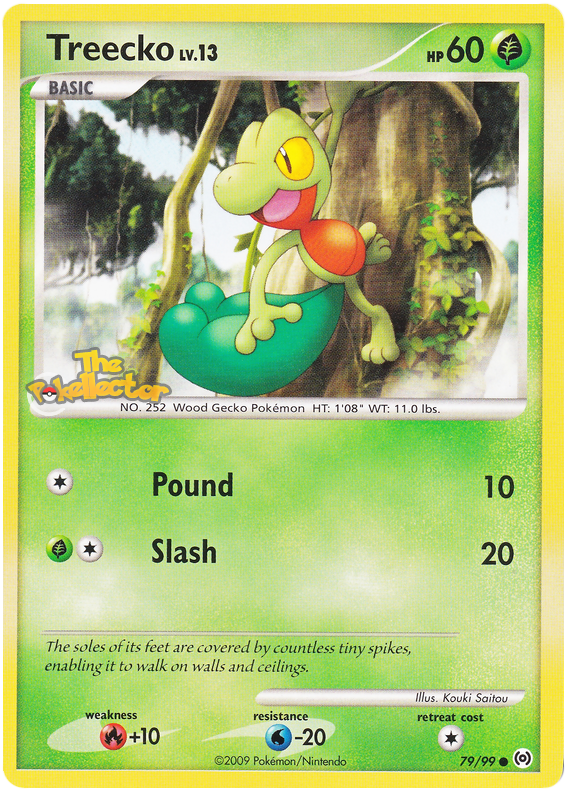 Treecko LV.13
HP 60
BASIC
The
Pokellector
NO. 252 Wood Gecko Pokémon HT: 1'08" WT: 11.0 lbs.
Pound 10
Slash 20
The soles of its feet are covered by countless tiny spikes,
enabling it to walk on walls and ceilings.
Illus. Kouki Saitou
weakness resistance retreat cost
+10 -20
©2009 Pokémon/Nintendo 79/99